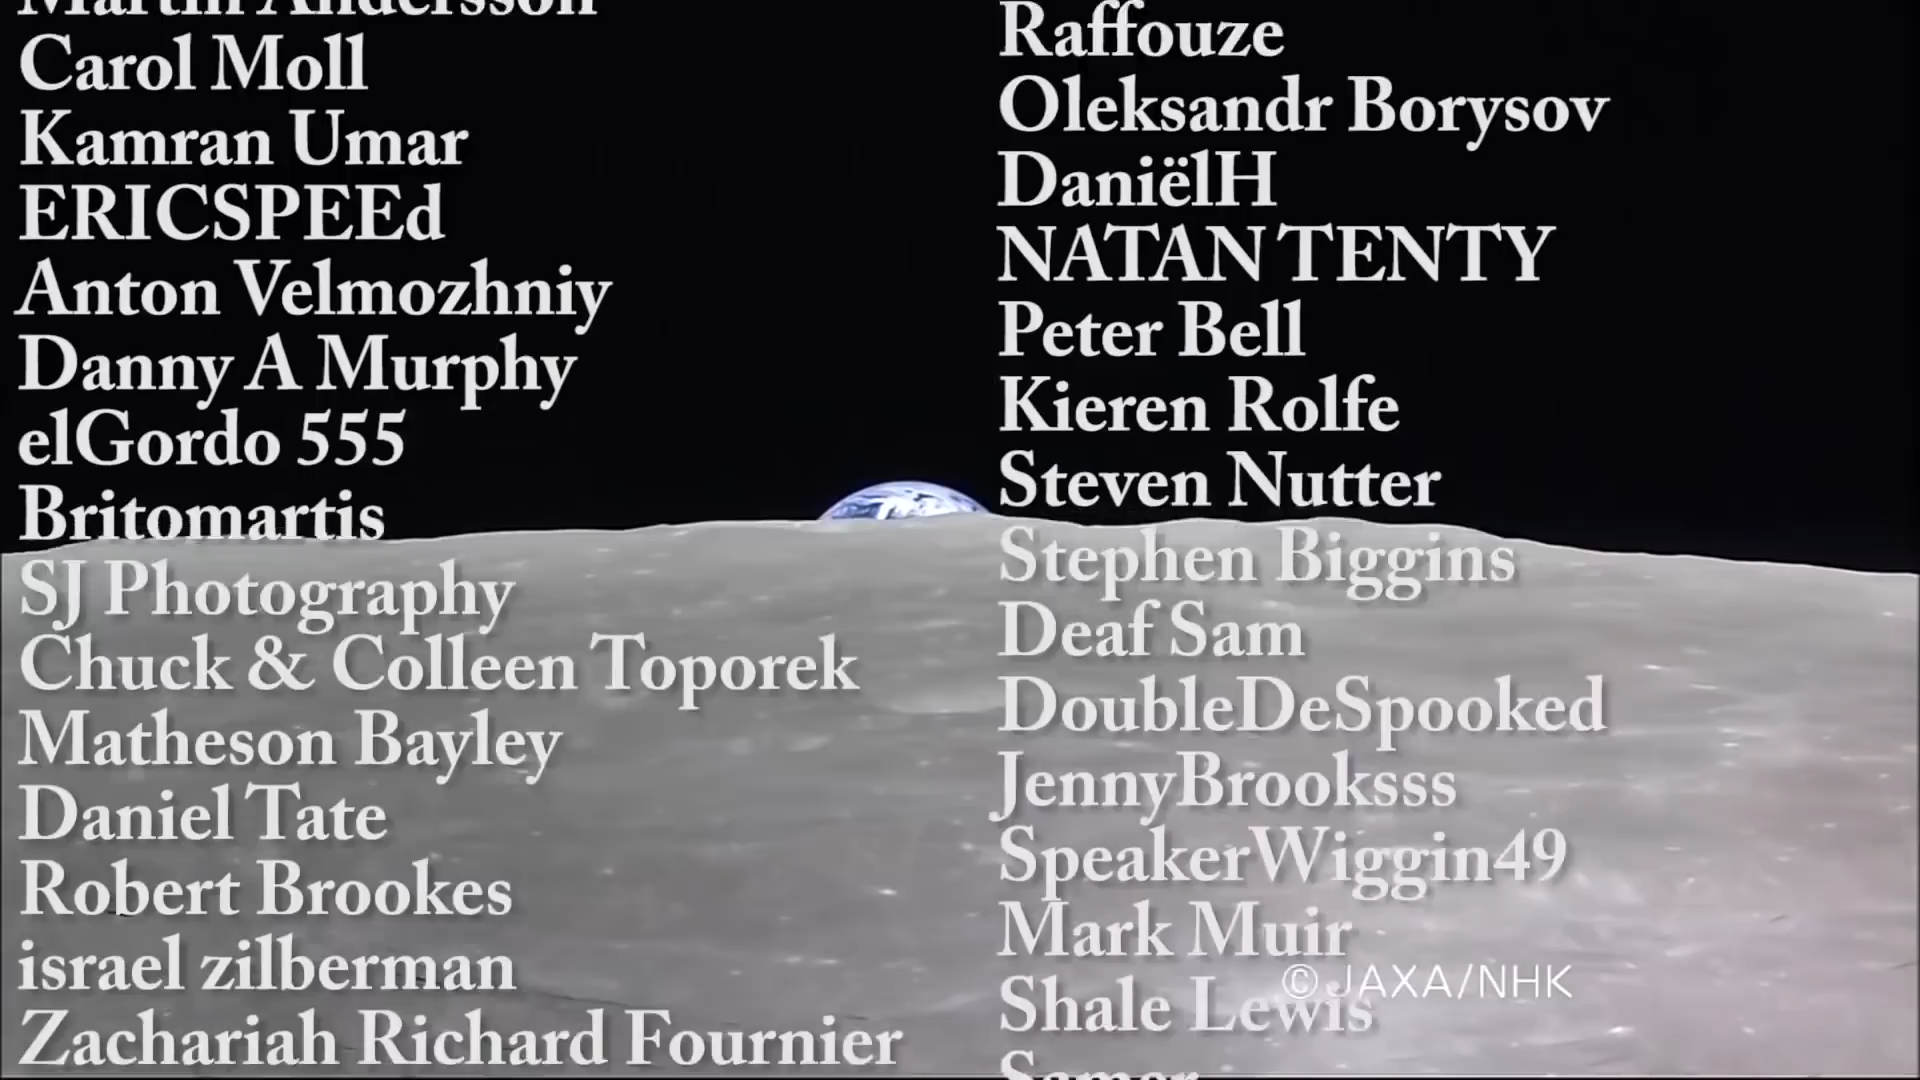 Martin Andersson
Carol Moll
Kamran Umar
ERICSPEEd
Anton Velmozhniy
Danny A Murphy
elGordo 555
Britomartis
SJ Photography
Chuck & Colleen Toporek
Matheson Bayley
Daniel Tate
Robert Brookes
israel zilberman
Zachariah Richard Fournier
Raffouze
Oleksandr Borysov
DaniëlH
NATAN TENTY
Peter Bell
Kieren Rolfe
Steven Nutter
Stephen Biggins
Deaf Sam
DoubleDeSpooked
JennyBrooksss
SpeakerWiggin49
Mark Muir
Shale Lewis
©JAXA/NHK